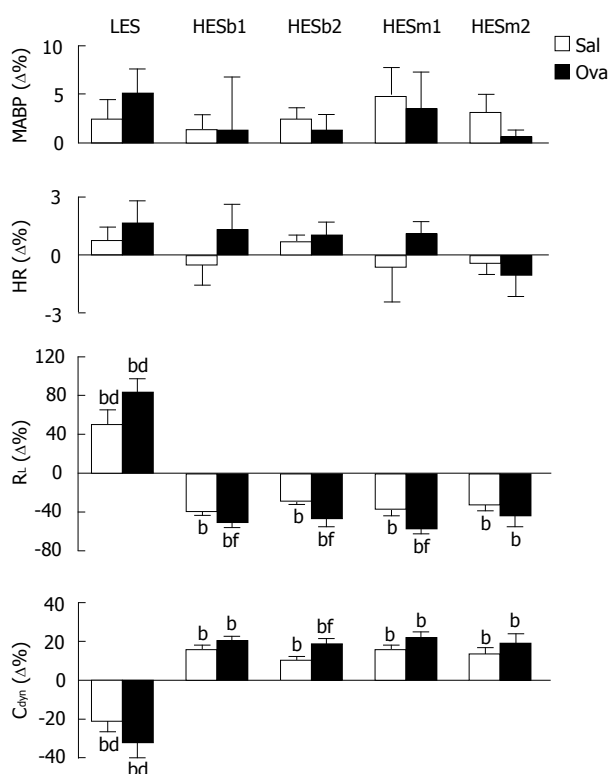 LES HESb1 HESb2 HESm1 HESm2
Sal
Ova
MABP (Δ%)
10
5
0
HR (Δ%)
3
0
-3
RL (Δ%)
120
80
40
0
-40
-80
bd bd
b bf b bf b bf b b
Cdyn (Δ%)
40
20
0
-20
-40
b b b bf b b b b
bd bd